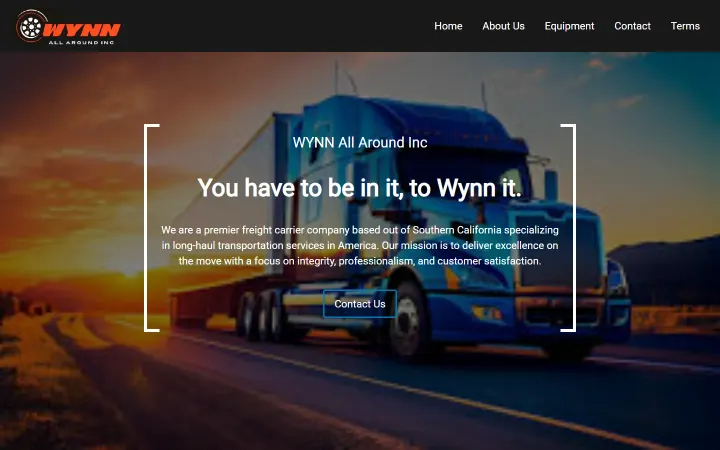 WYNN
ALL AROUND INC
Home
About Us
Equipment
Contact
Terms
WYNN All Around Inc
You have to be in it, to Wynn it.
We are a premier freight carrier company based out of Southern California specializing
in long-haul transportation services in America. Our mission is to deliver excellence on
the move with a focus on integrity, professionalism, and customer satisfaction.
Contact Us